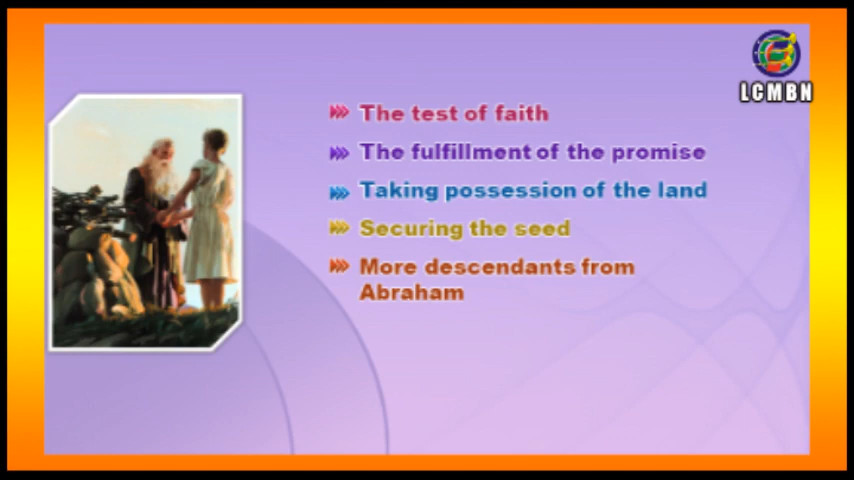 LCMBN
The test of faith
The fulfillment of the promise
Taking possession of the land
Securing the seed
More descendants from
Abraham